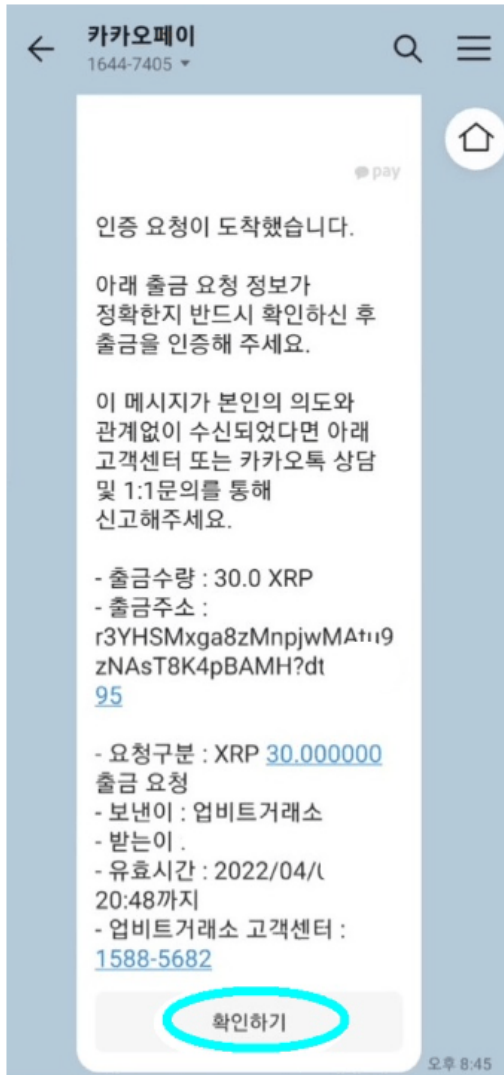 카카오페이
1644-7405
pay
인증 요청이 도착했습니다.
아래 출금 요청 정보가
정확한지 반드시 확인하신 후
출금을 인증해 주세요.
이 메시지가 본인의 의도와
관계없이 수신되었다면 아래
고객센터 또는 카카오톡 상담
및 1:1문의를 통해
신고해주세요.
- 출금수량 : 30.0 XRP
- 출금주소 :
zNAsT8K4pBAMH?dt
95
- 요청구분 : XRP 30.000000
출금 요청
- 보낸이 : 업비트거래소
- 받는이 .
- 유효시간 : 2022/04/
20:48까지
- 업비트거래소 고객센터 :
1588-5682
확인하기
오후 8:45